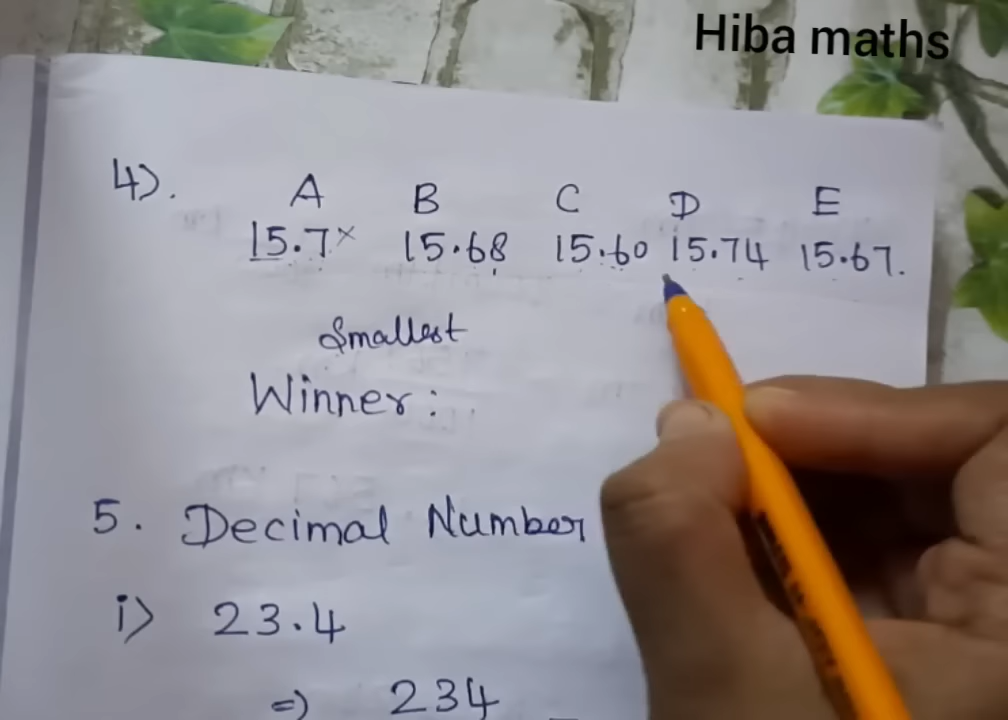 Hiba maths
4).
A B C D E
15.7× 15.68 15.60 15.74 15.67.
Smallest
Winner :
5. Decimal Number
i) 23.4
=) 234